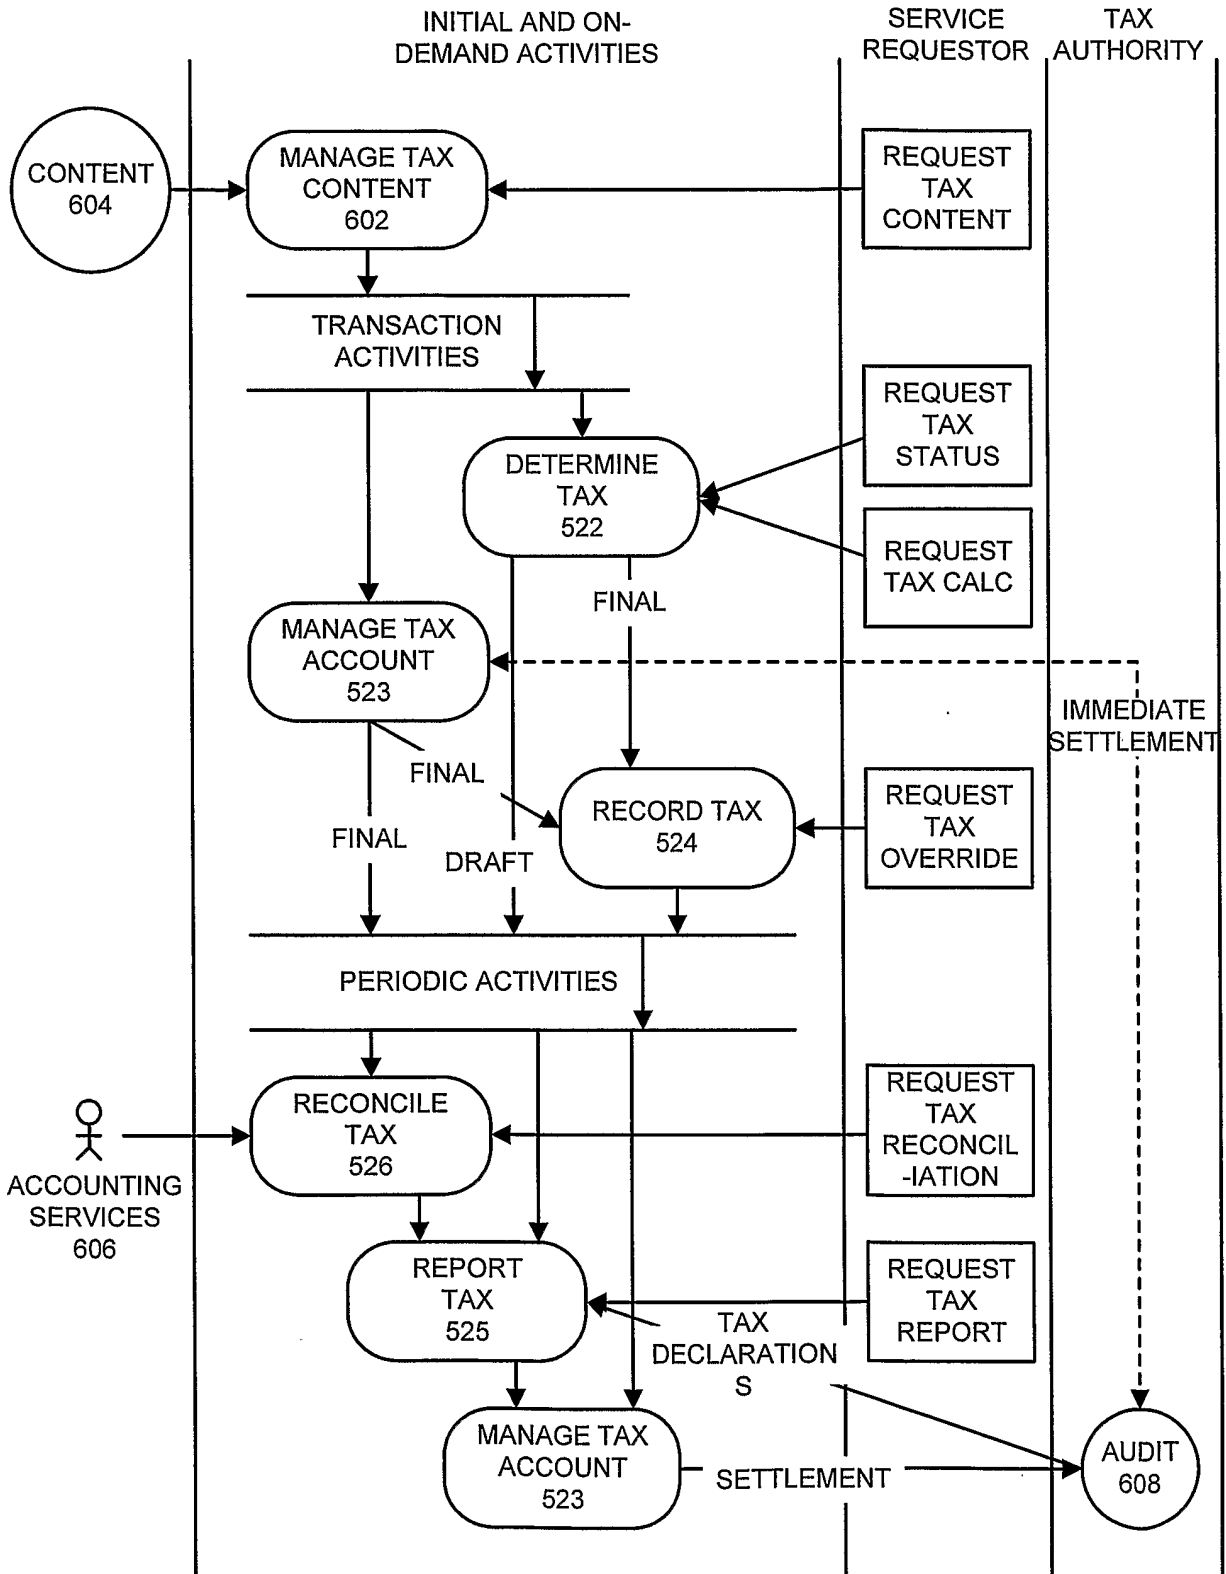 INITIAL AND ON-
DEMAND ACTIVITIES
SERVICE
REQUESTOR
TAX
AUTHORITY
CONTENT
604
MANAGE TAX
CONTENT
602
REQUEST
TAX
CONTENT
TRANSACTION
ACTIVITIES
REQUEST
TAX
STATUS
DETERMINE
TAX
522
REQUEST
TAX CALC
FINAL
MANAGE TAX
ACCOUNT
523
IMMEDIATE
SETTLEMENT
FINAL
RECORD TAX
524
REQUEST
TAX
OVERRIDE
FINAL
DRAFT
PERIODIC ACTIVITIES
RECONCILE
TAX
526
REQUEST
TAX
RECONCIL
-IATION
ACCOUNTING
SERVICES
606
REPORT
TAX
525
REQUEST
TAX
REPORT
TAX
DECLARATION
S
MANAGE TAX
ACCOUNT
523
SETTLEMENT
AUDIT
608